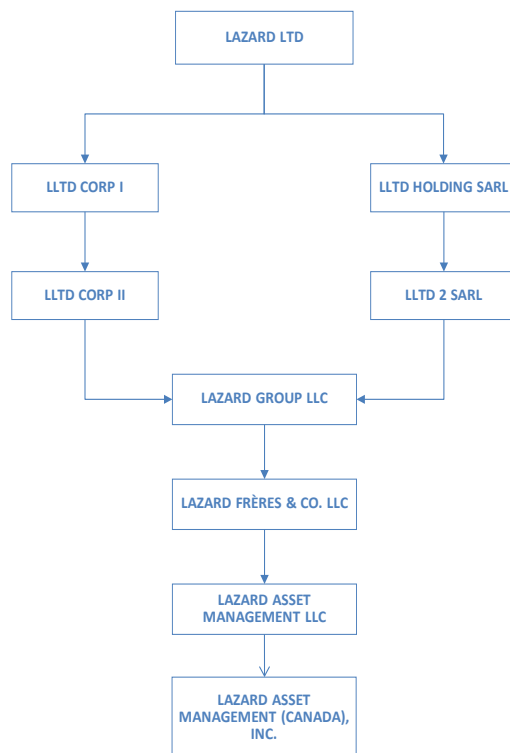 LAZARD LTD
LLTD CORP I
LLTD HOLDING SARL
LLTD CORP II
LLTD 2 SARL
LAZARD GROUP LLC
LAZARD FRÈRES & CO. LLC
LAZARD ASSET
MANAGEMENT LLC
LAZARD ASSET
MANAGEMENT (CANADA),
INC.